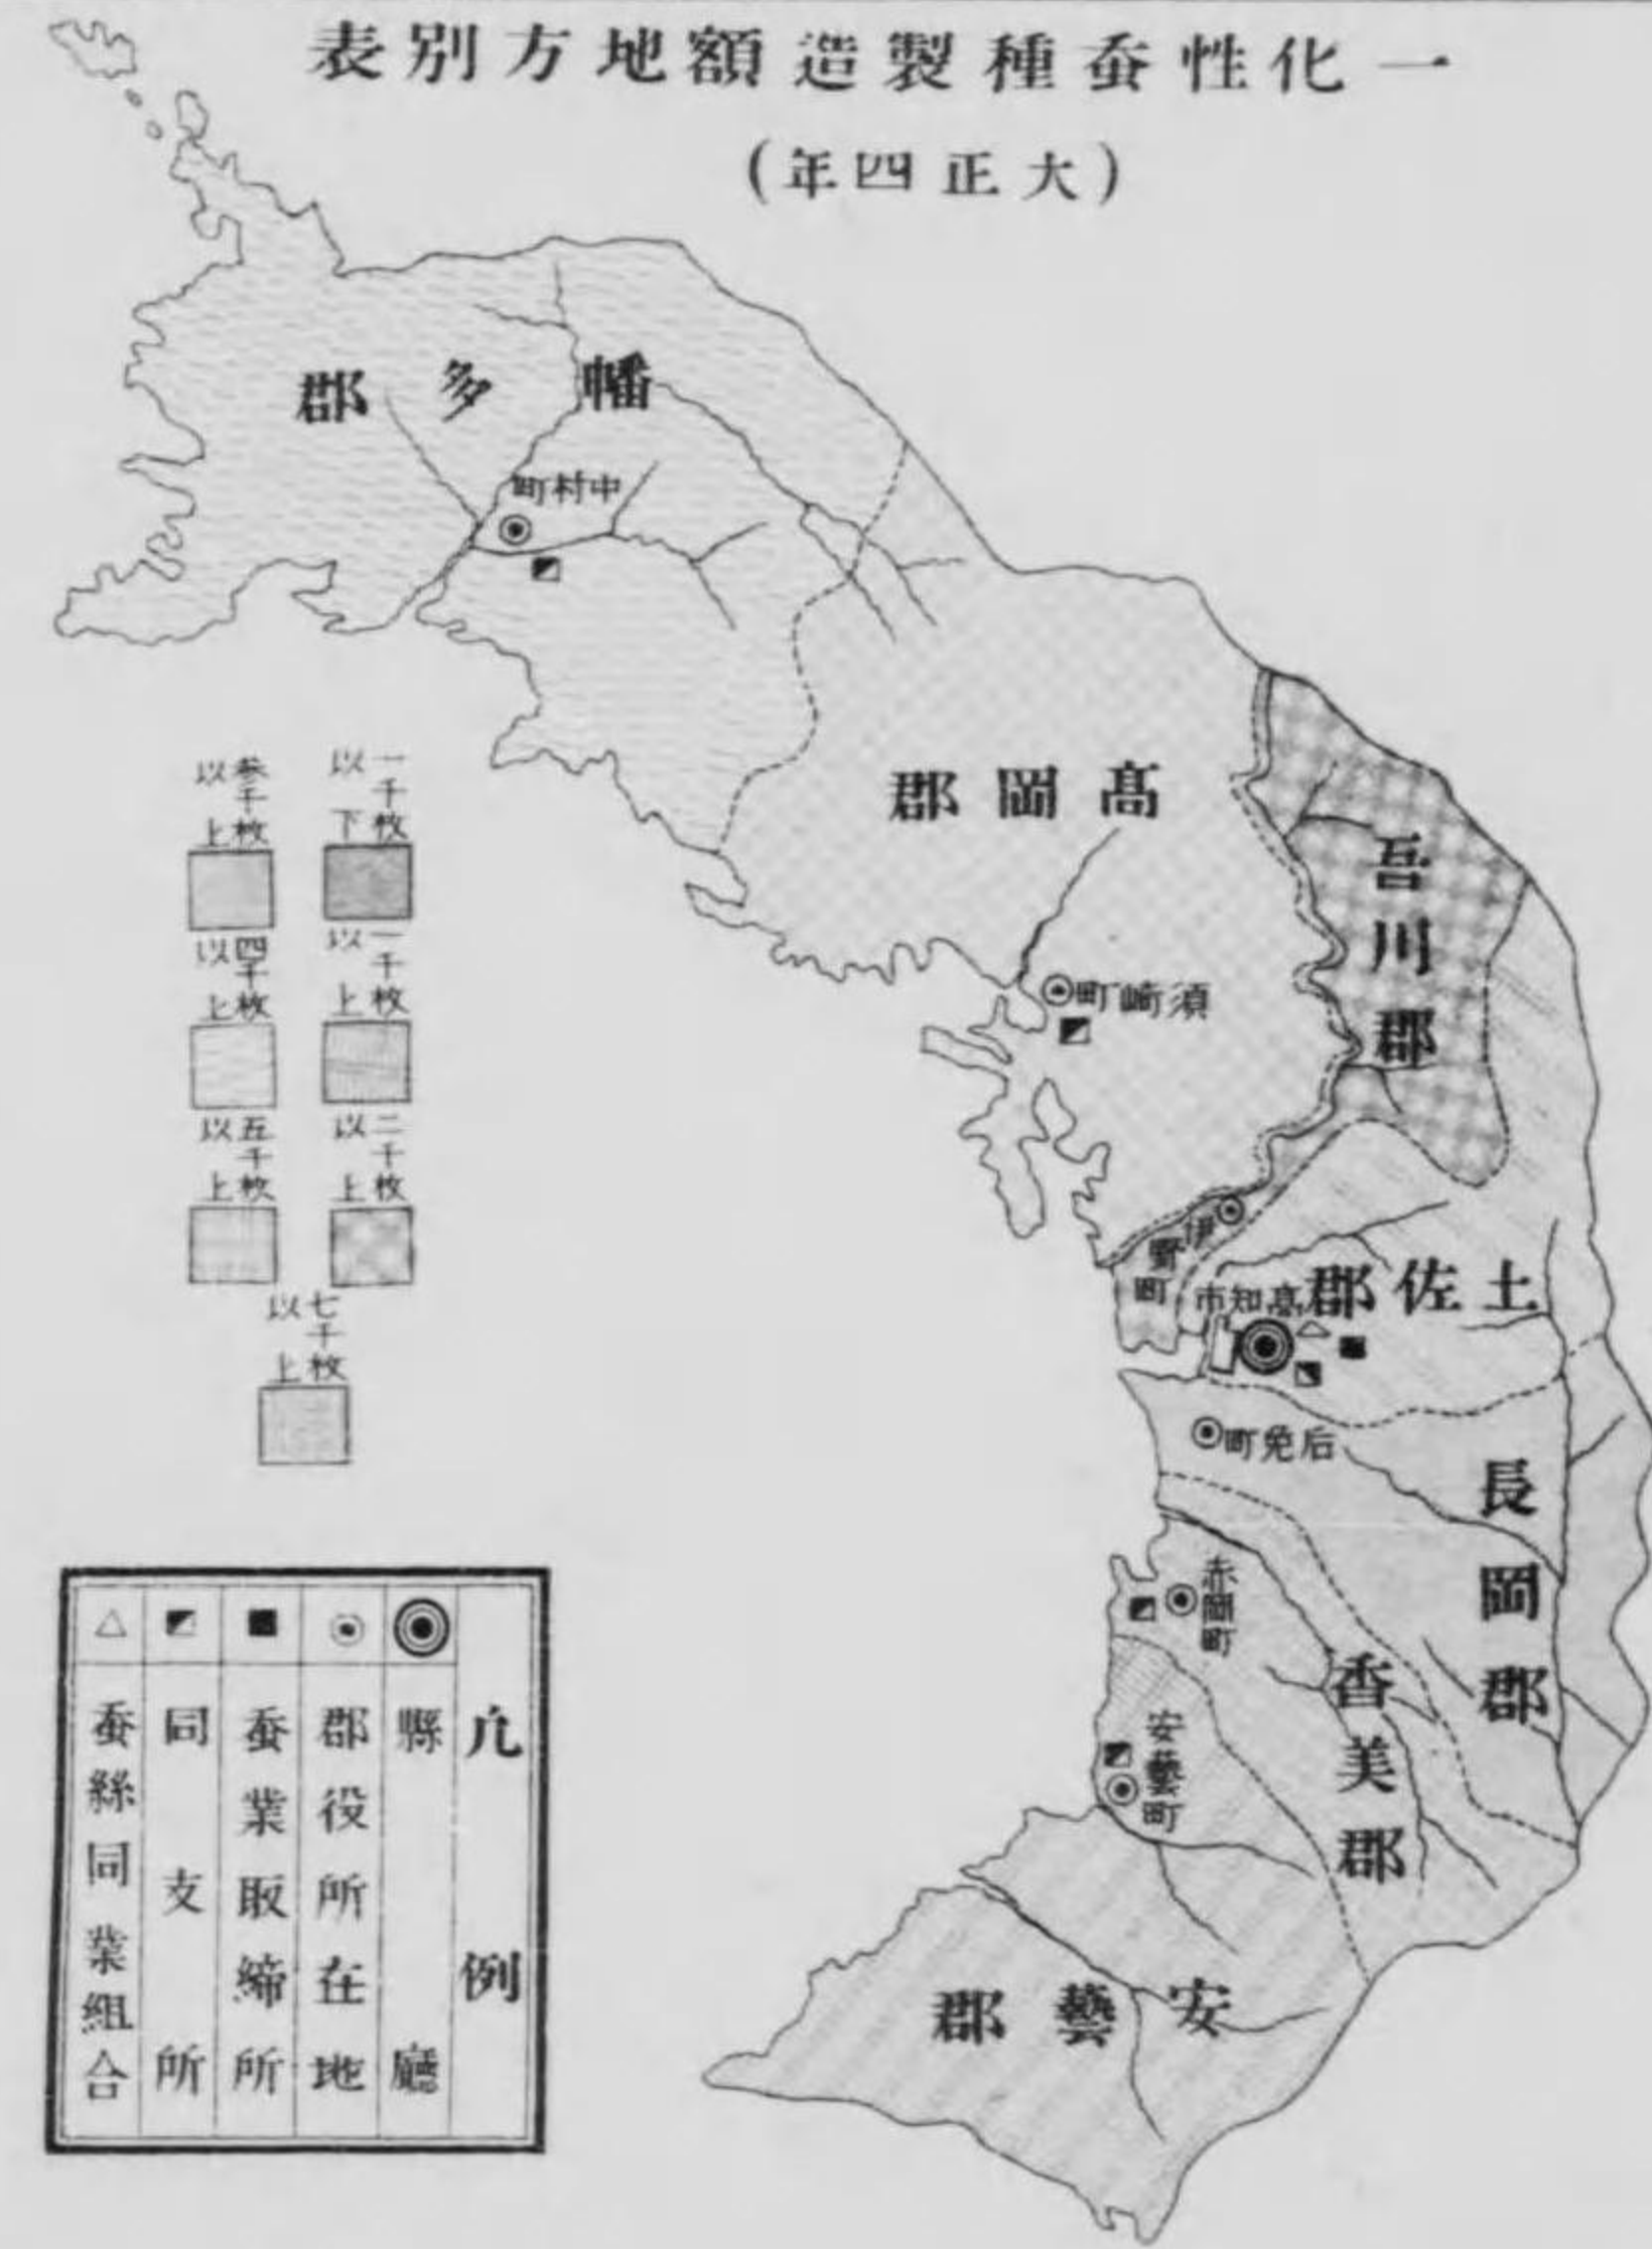 一化性蚕種製造額地方別表
(大正四年)
幡多郡
中村町
高岡郡
須崎町
吾川郡
伊野町
土佐郡
高知市
長岡郡
后免町
香美郡
赤岡町
安藝郡
安藝町
一千枚以下
一千枚以上
二千枚以上
参千枚以上
四千枚以上
五千枚以上
七千枚以上
凡例
縣廳
郡役所在地
蚕業取締所
同支所
蚕絲同業組合